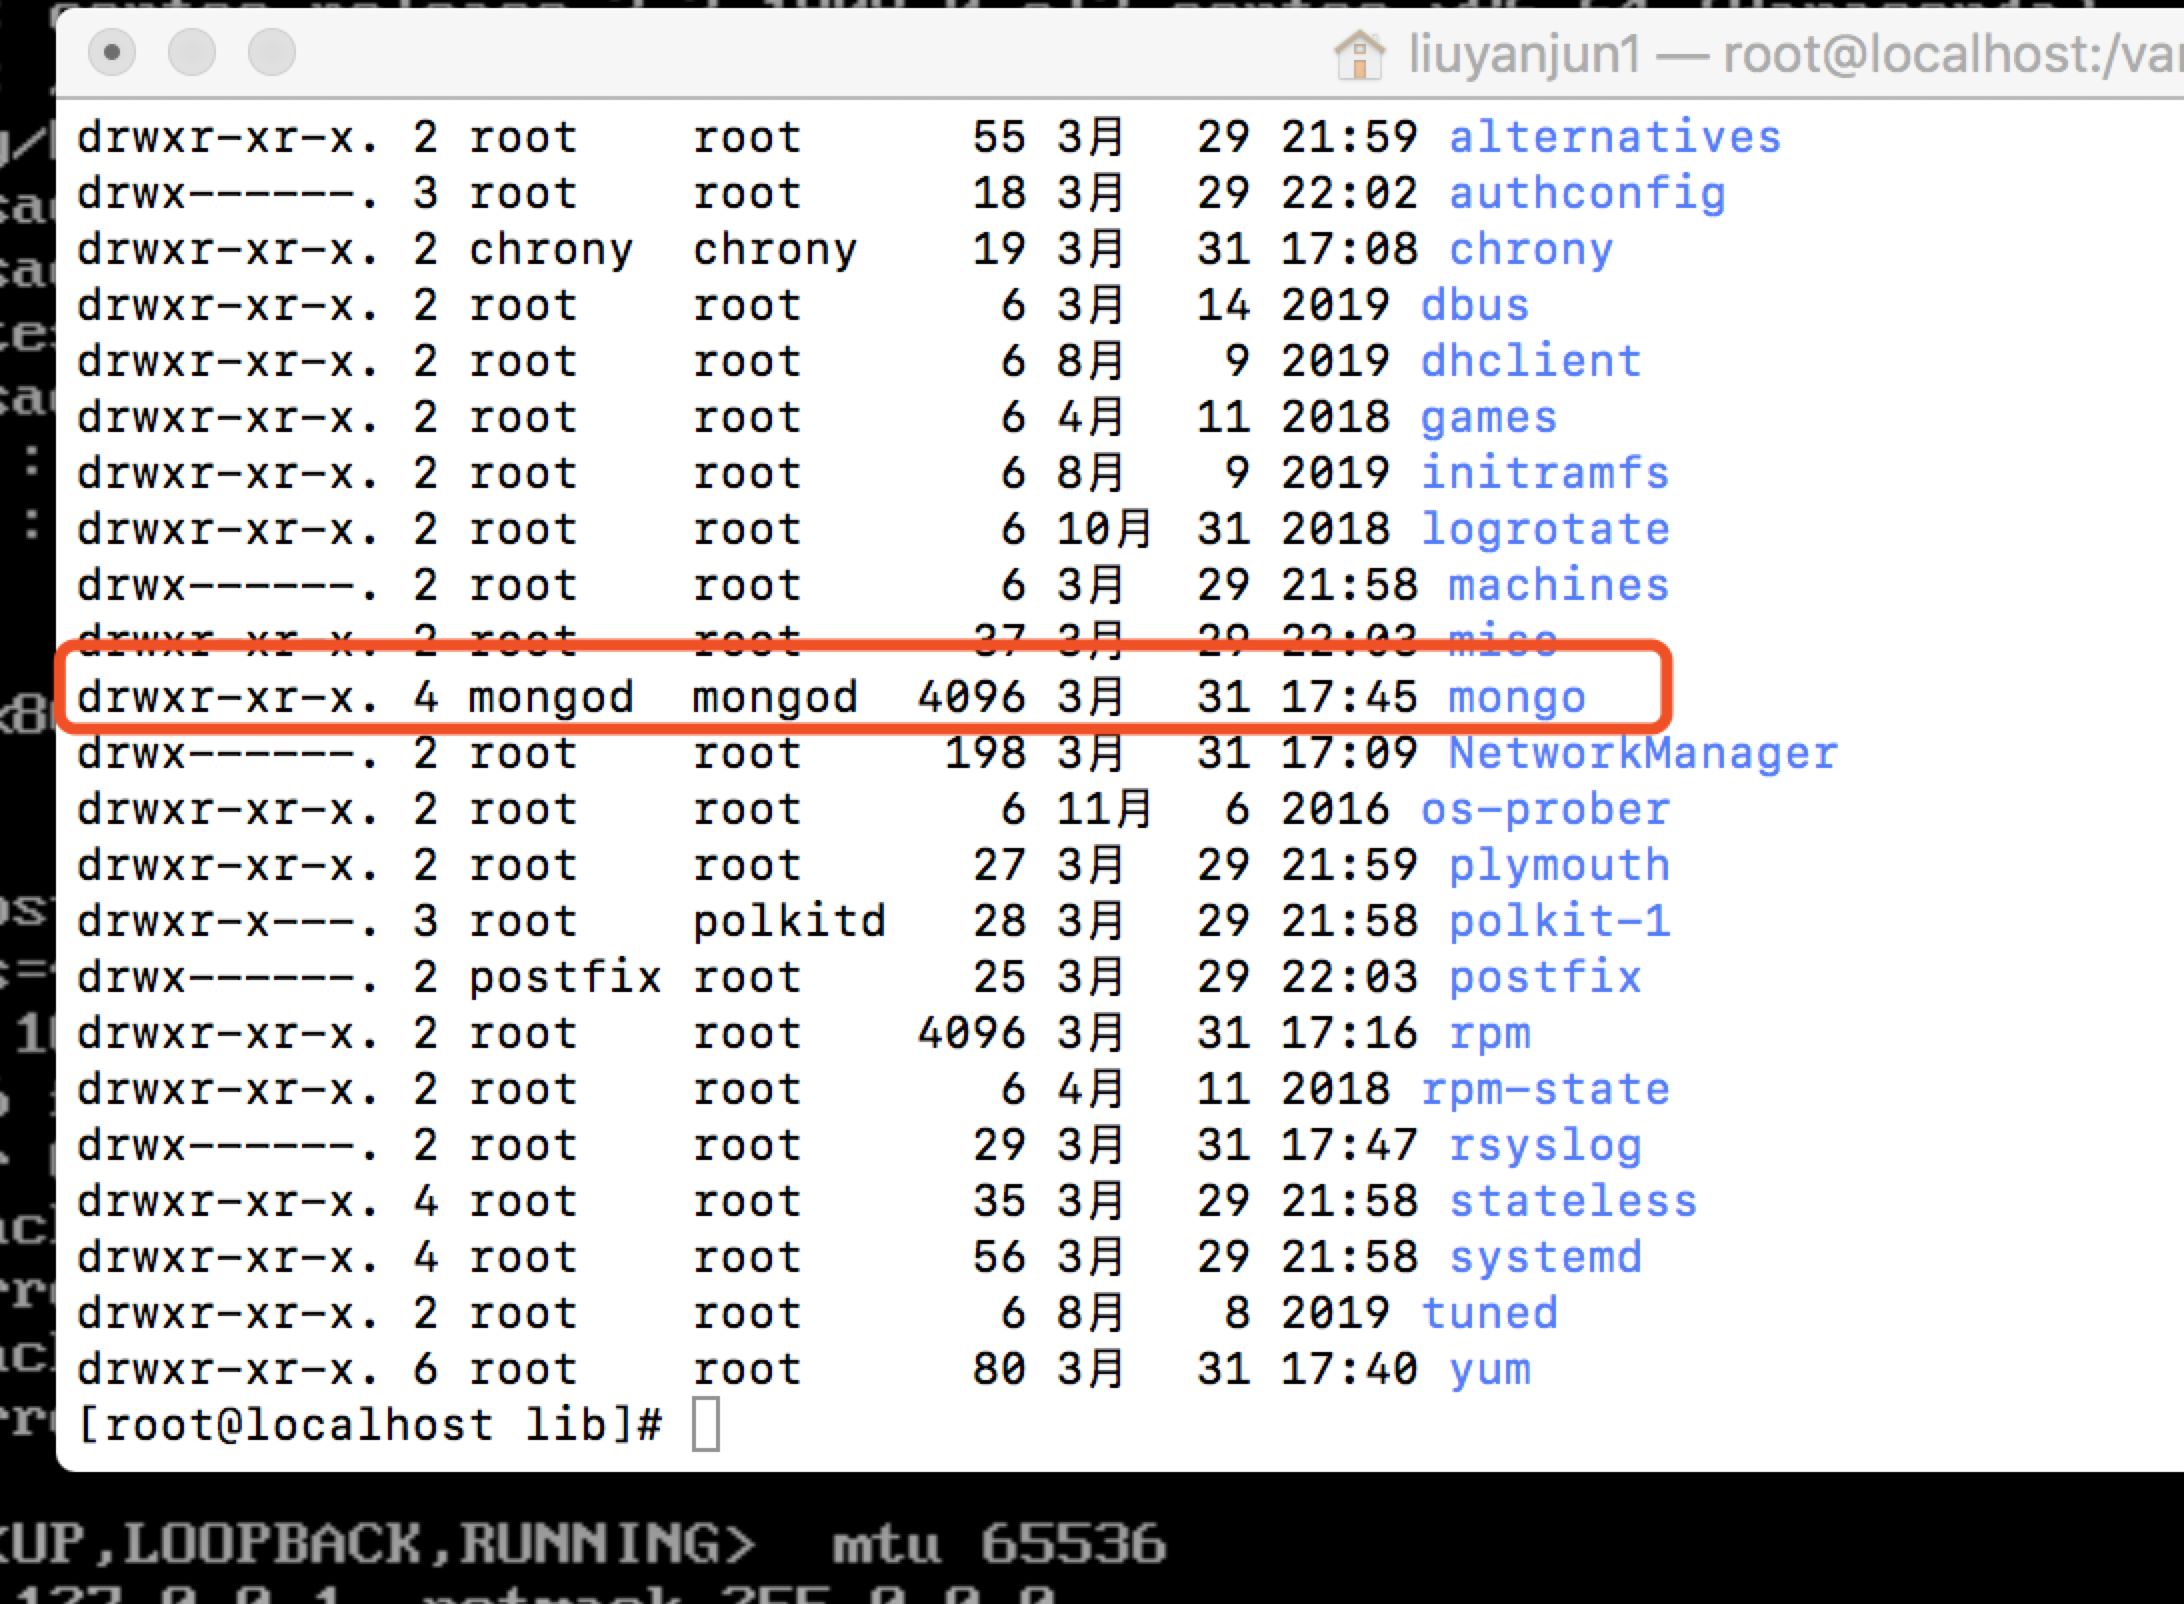 liuyanjun1 — root@localhost:/var
drwxr-xr-x. 2 root root 55 3月 29 21:59 alternatives
drwx------. 3 root root 18 3月 29 22:02 authconfig
drwxr-xr-x. 2 chrony chrony 19 3月 31 17:08 chrony
drwxr-xr-x. 2 root root 6 3月 14 2019 dbus
drwxr-xr-x. 2 root root 6 8月 9 2019 dhclient
drwxr-xr-x. 2 root root 6 4月 11 2018 games
drwxr-xr-x. 2 root root 6 8月 9 2019 initramfs
drwxr-xr-x. 2 root root 6 10月 31 2018 logrotate
drwx------. 2 root root 6 3月 29 21:58 machines
drwxr-xr-x. 2 root root 37 3月 29 22:03 misc
drwxr-xr-x. 4 mongod mongod 4096 3月 31 17:45 mongo
drwx------. 2 root root 198 3月 31 17:09 NetworkManager
drwxr-xr-x. 2 root root 6 11月 6 2016 os-prober
drwxr-xr-x. 2 root root 27 3月 29 21:59 plymouth
drwxr-x---. 3 root polkitd 28 3月 29 21:58 polkit-1
drwx------. 2 postfix root 25 3月 29 22:03 postfix
drwxr-xr-x. 2 root root 4096 3月 31 17:16 rpm
drwxr-xr-x. 2 root root 6 4月 11 2018 rpm-state
drwx------. 2 root root 29 3月 31 17:47 rsyslog
drwxr-xr-x. 4 root root 35 3月 29 21:58 stateless
drwxr-xr-x. 4 root root 56 3月 29 21:58 systemd
drwxr-xr-x. 2 root root 6 8月 8 2019 tuned
drwxr-xr-x. 6 root root 80 3月 31 17:40 yum
[root@localhost lib]#
UP,LOOPBACK,RUNNING> mtu 65536
127.0.0.1 netmask 255.0.0.0